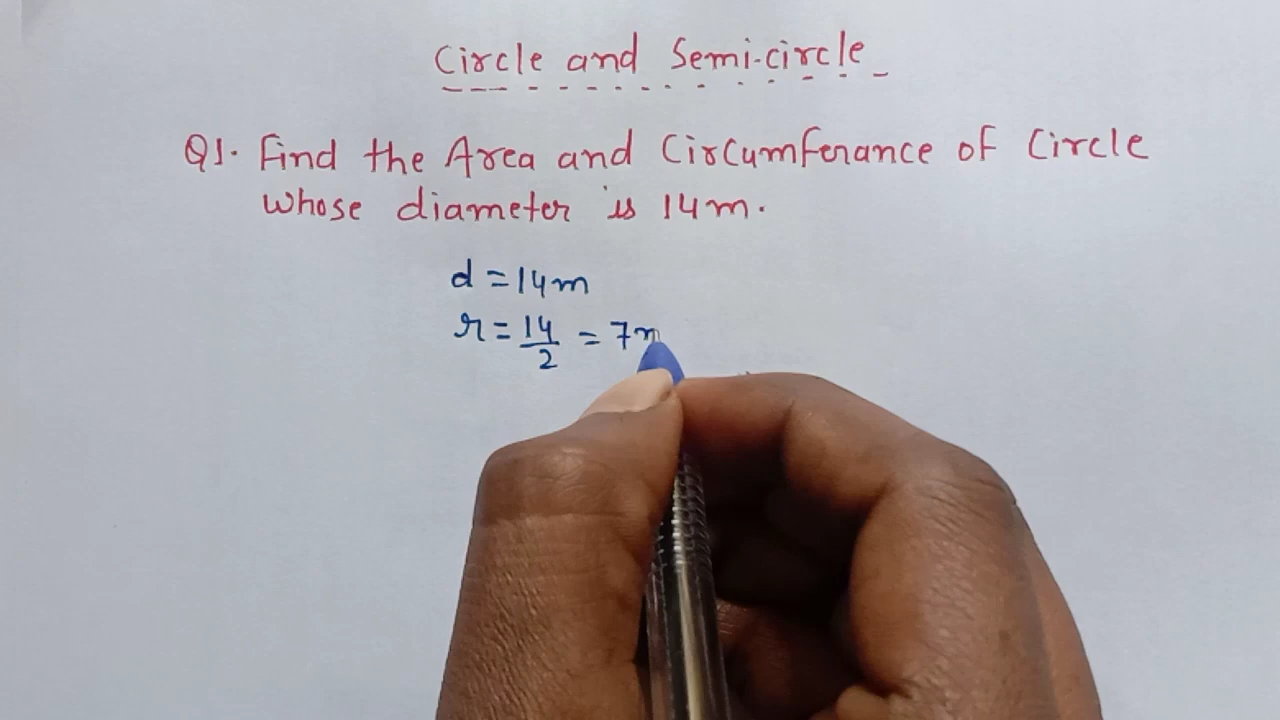 Circle and Semi-circle
Q1. Find the Area and Circumferance of Circle
whose diameter is 14m.
d = 14m
r = 14/2 = 7m